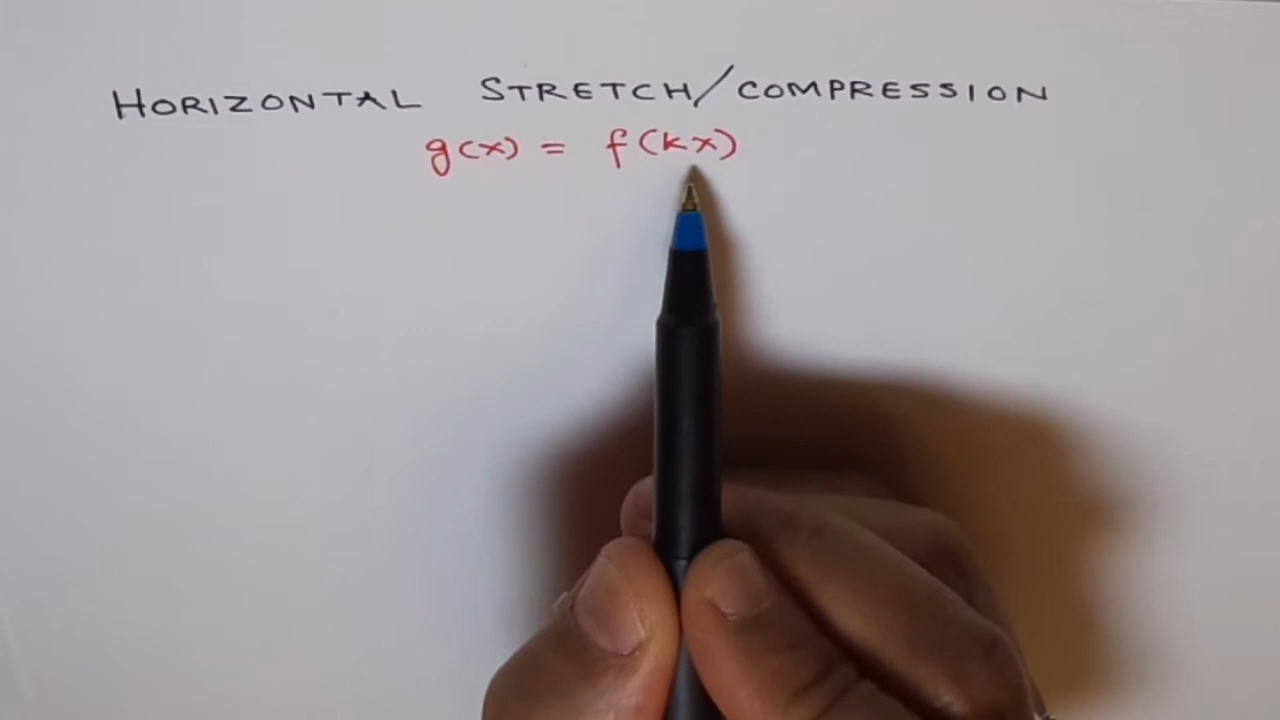 HORIZONTAL STRETCH/COMPRESSION
g(x) = f(kx)